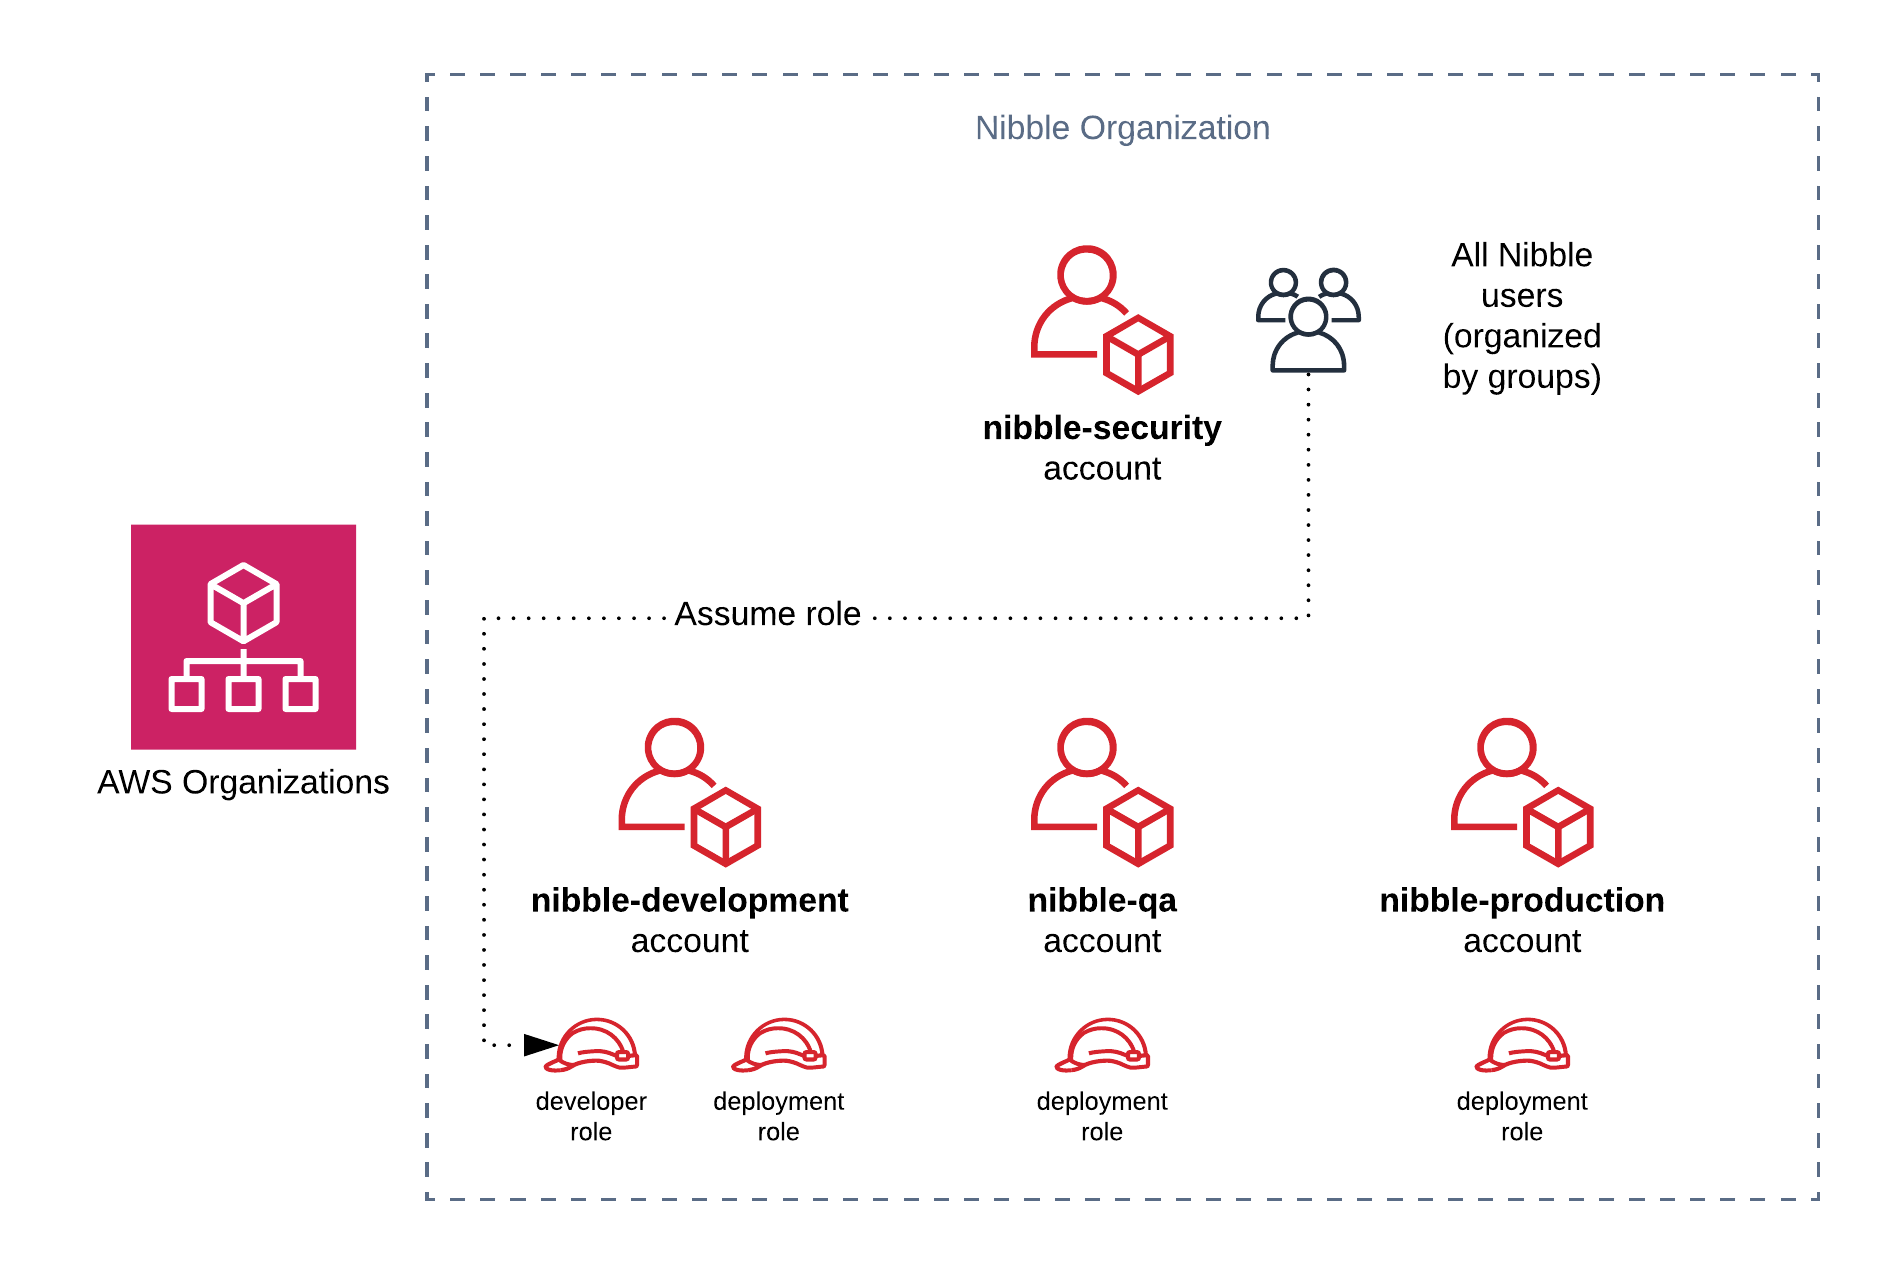 Nibble Organization
All Nibble
users
(organized
by groups)
nibble-security
account
Assume role
AWS Organizations
nibble-development
account
nibble-qa
account
nibble-production
account
developer
role
deployment
role
deployment
role
deployment
role